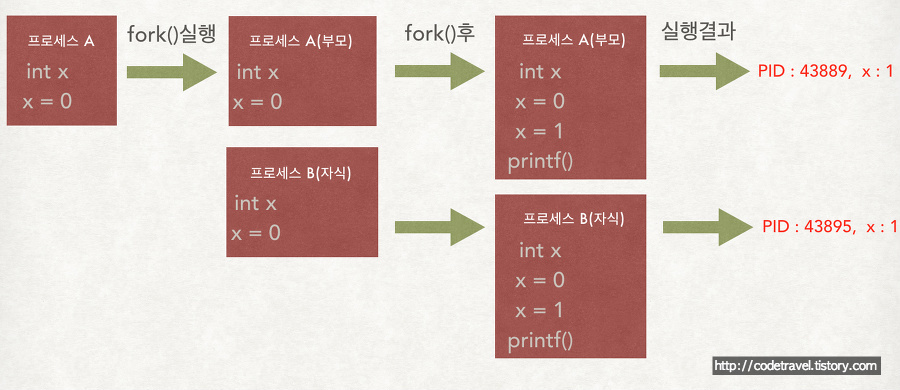 프로세스 A
int x
x = 0
fork()실행
프로세스 A(부모)
int x
x = 0
fork()후
프로세스 A(부모)
int x
x = 0
x = 1
printf()
실행결과
PID : 43889, x : 1
프로세스 B(자식)
int x
x = 0
프로세스 B(자식)
int x
x = 0
x = 1
printf()
PID : 43895, x : 1
http://codetravel.tistory.com